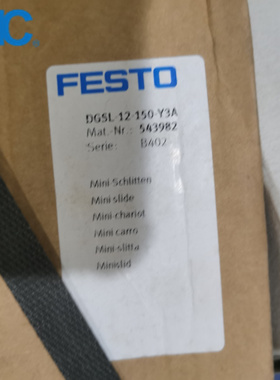 FESTO
DGSL-12-150-Y3A
Mat.-Nr.: 543982
Serie: B402
Mini Schlitten
Mini slide
Mini-chariot
Mini carro
Mini-slitta
Minislid